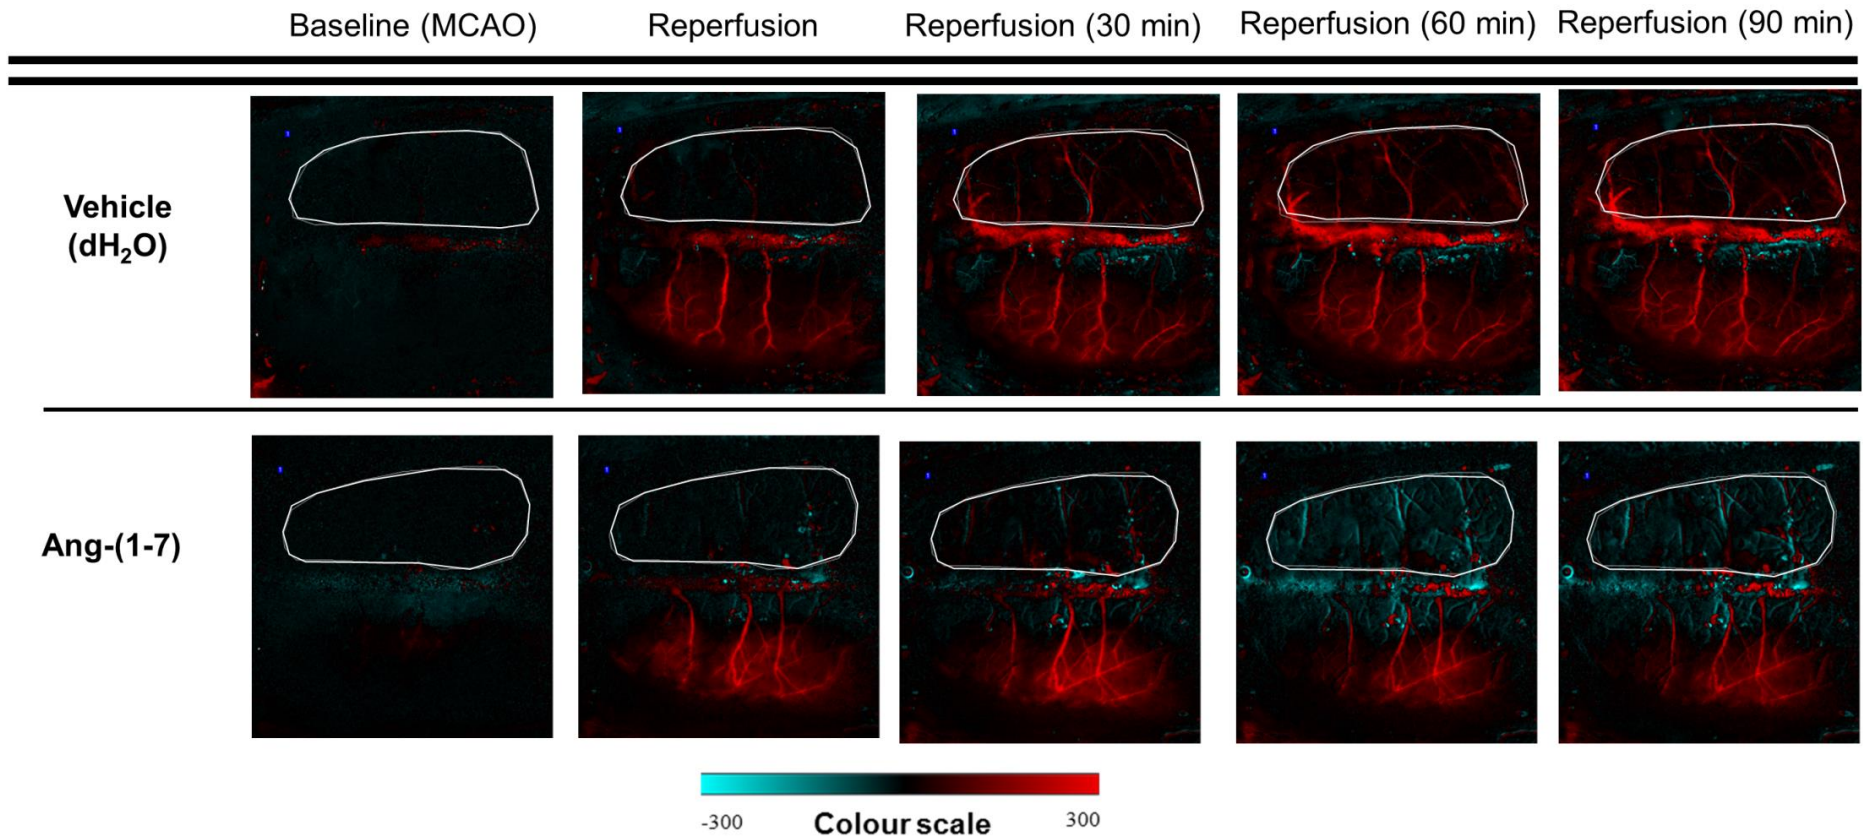 Baseline (MCAO) Reperfusion Reperfusion (30 min) Reperfusion (60 min) Reperfusion (90 min)
Vehicle
(dH₂O)
Ang-(1-7)
-300 Colour scale 300